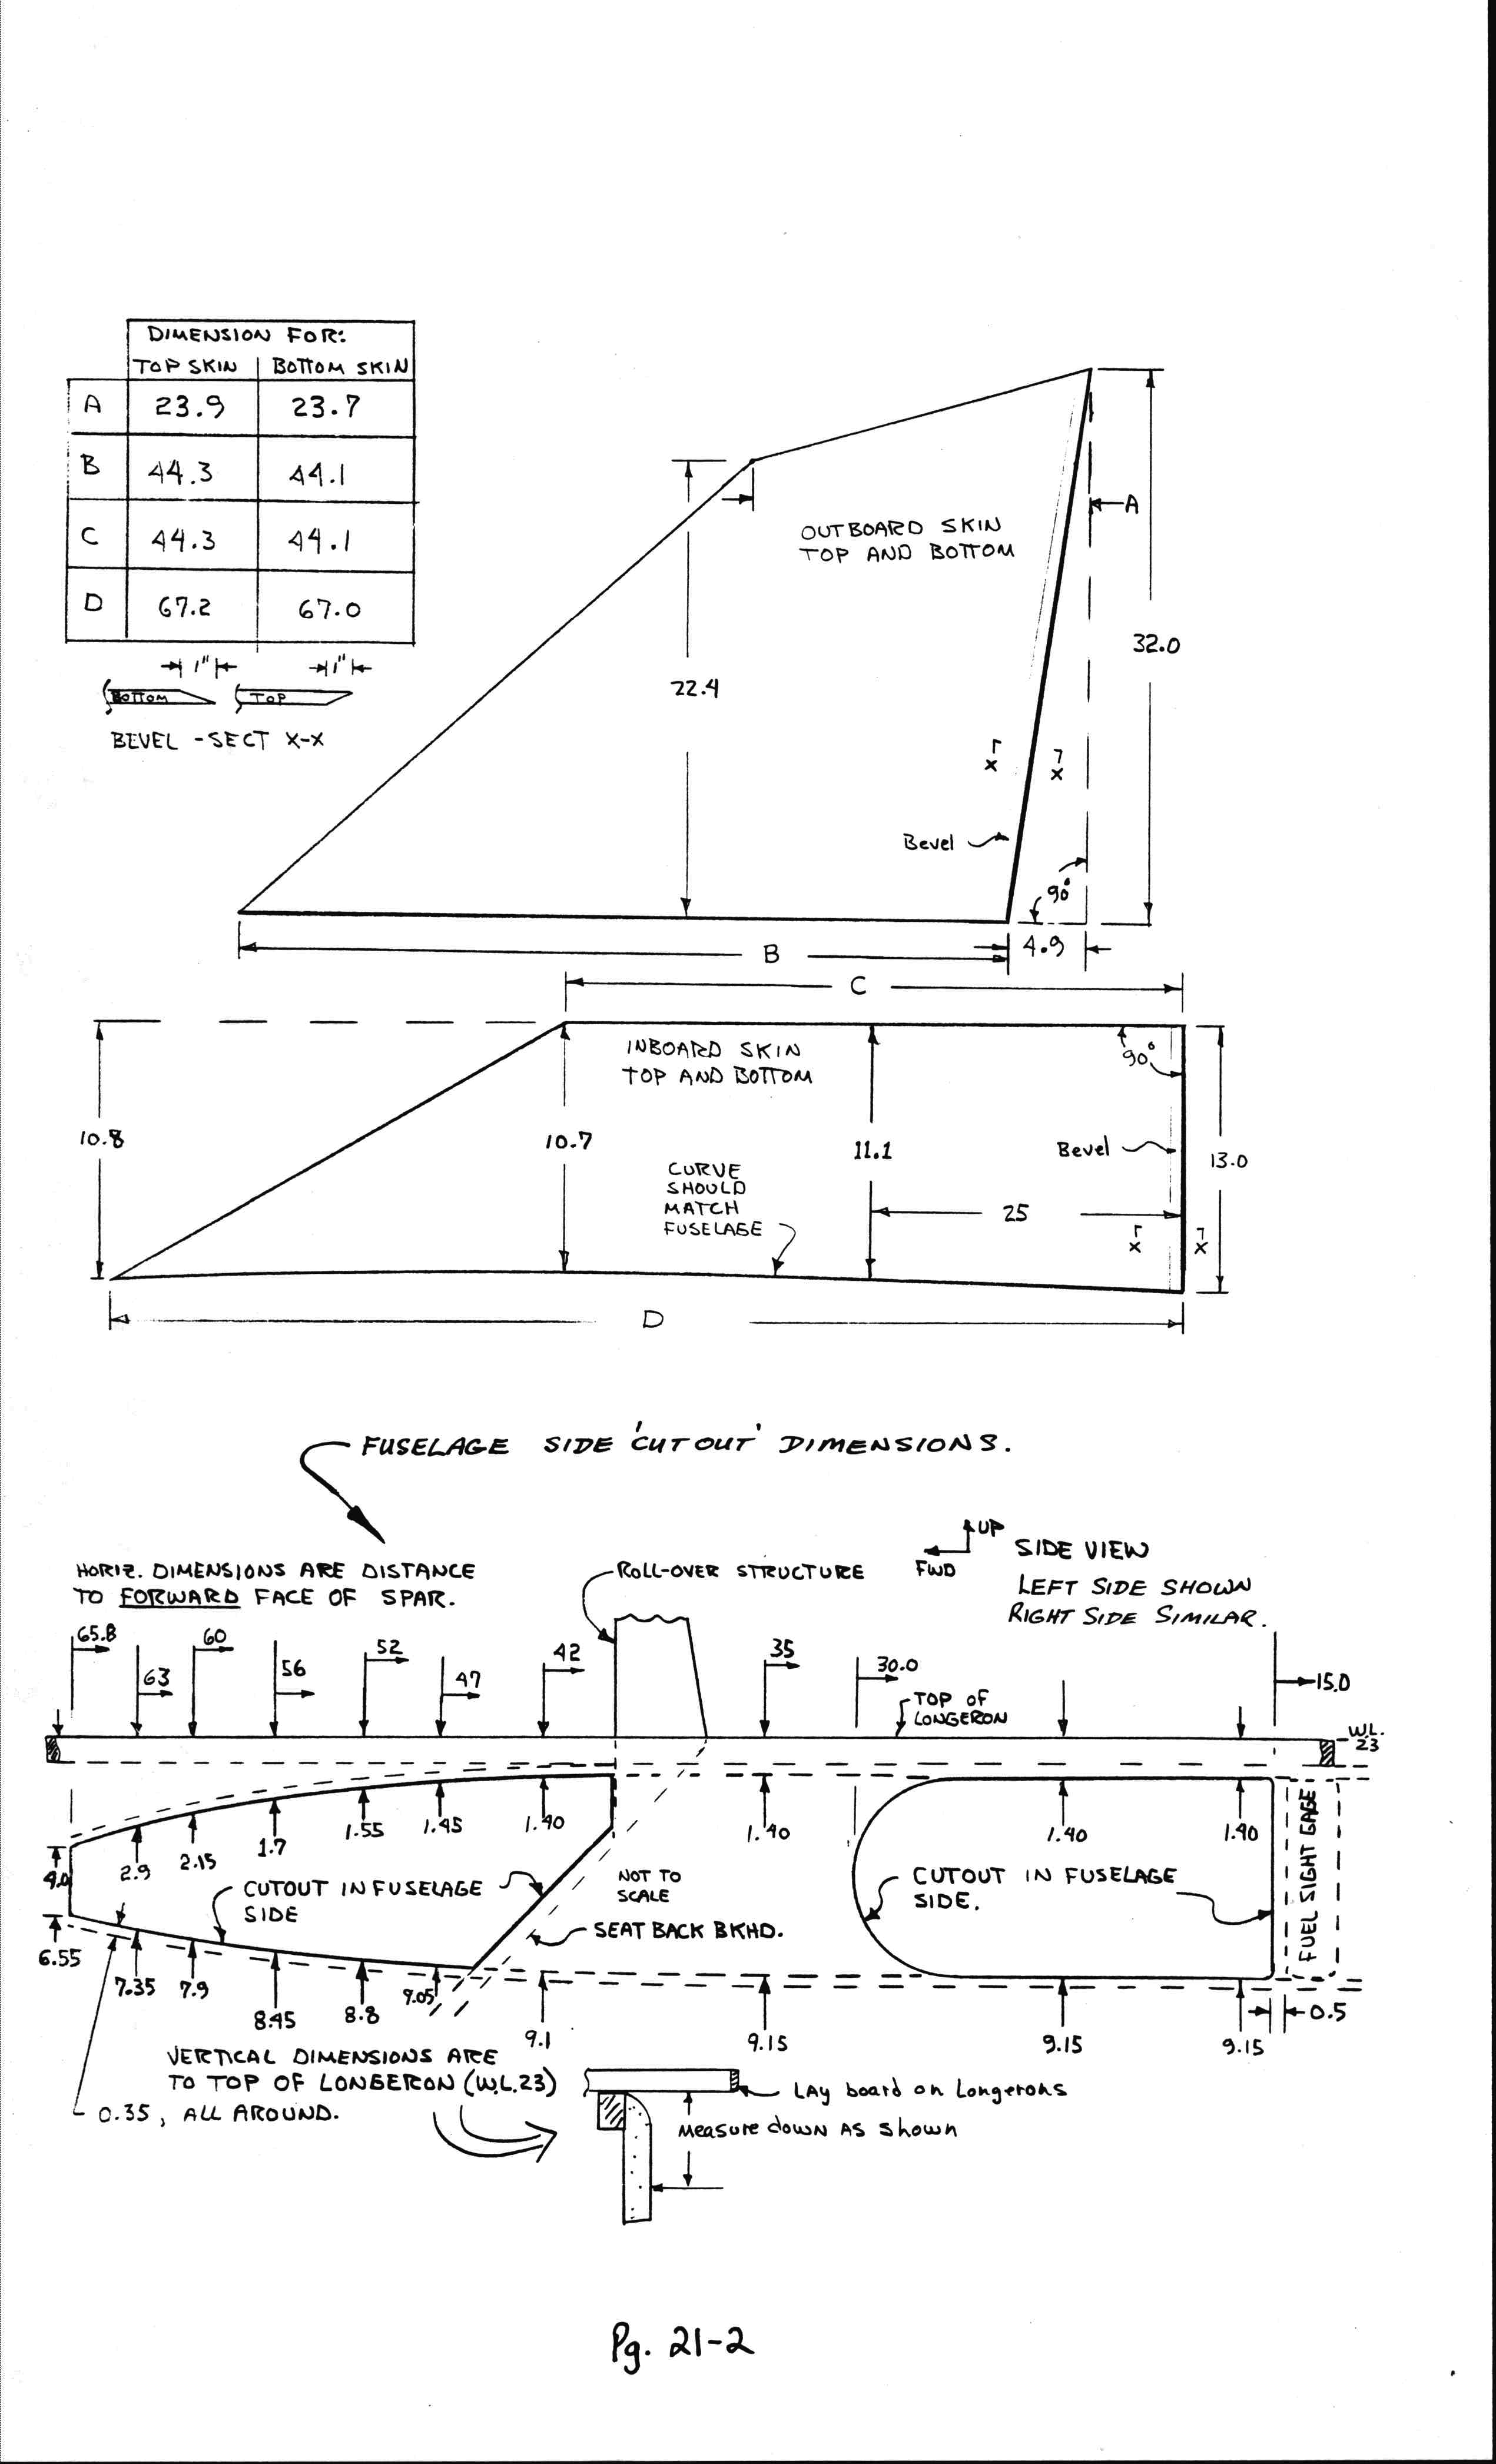 DIMENSION FOR:
TOP SKIN BOTTOM SKIN
A 23.9 23.7
B 44.3 44.1
C 44.3 44.1
D 67.2 67.0
1" 1"
BOTTOM TOP
BEVEL - SECT X-X
A
OUTBOARD SKIN
TOP AND BOTTOM
32.0
22.4
X X
Bevel
90°
B
4.9
C
INBOARD SKIN
TOP AND BOTTOM
90°
10.8
10.7
11.1
Bevel
13.0
CURVE
SHOULD
MATCH
FUSELAGE
25
X X
D
FUSELAGE SIDE 'CUTOUT' DIMENSIONS.
HORIZ. DIMENSIONS ARE DISTANCE
TO FORWARD FACE OF SPAR.
ROLL-OVER STRUCTURE
UP
FWD
SIDE VIEW
LEFT SIDE SHOWN
RIGHT SIDE SIMILAR.
65.8
63
60
56
52
47
42
35
30.0
TOP OF
LONGERON
15.0
W.L.
23
4.0
2.9
2.15
1.7
1.55
1.45
1.40
1.40
1.40
1.40
CUTOUT IN FUSELAGE
SIDE
NOT TO
SCALE
SEAT BACK BKHD.
CUTOUT IN FUSELAGE
SIDE.
FUEL SIGHT GAGE
6.55
7.35
7.9
8.45
8.8
9.05
9.1
9.15
9.15
9.15
0.5
VERTICAL DIMENSIONS ARE
TO TOP OF LONGERON (W.L.23)
0.35, ALL AROUND.
Lay board on Longerons
Measure down As shown
Pg. 21-2